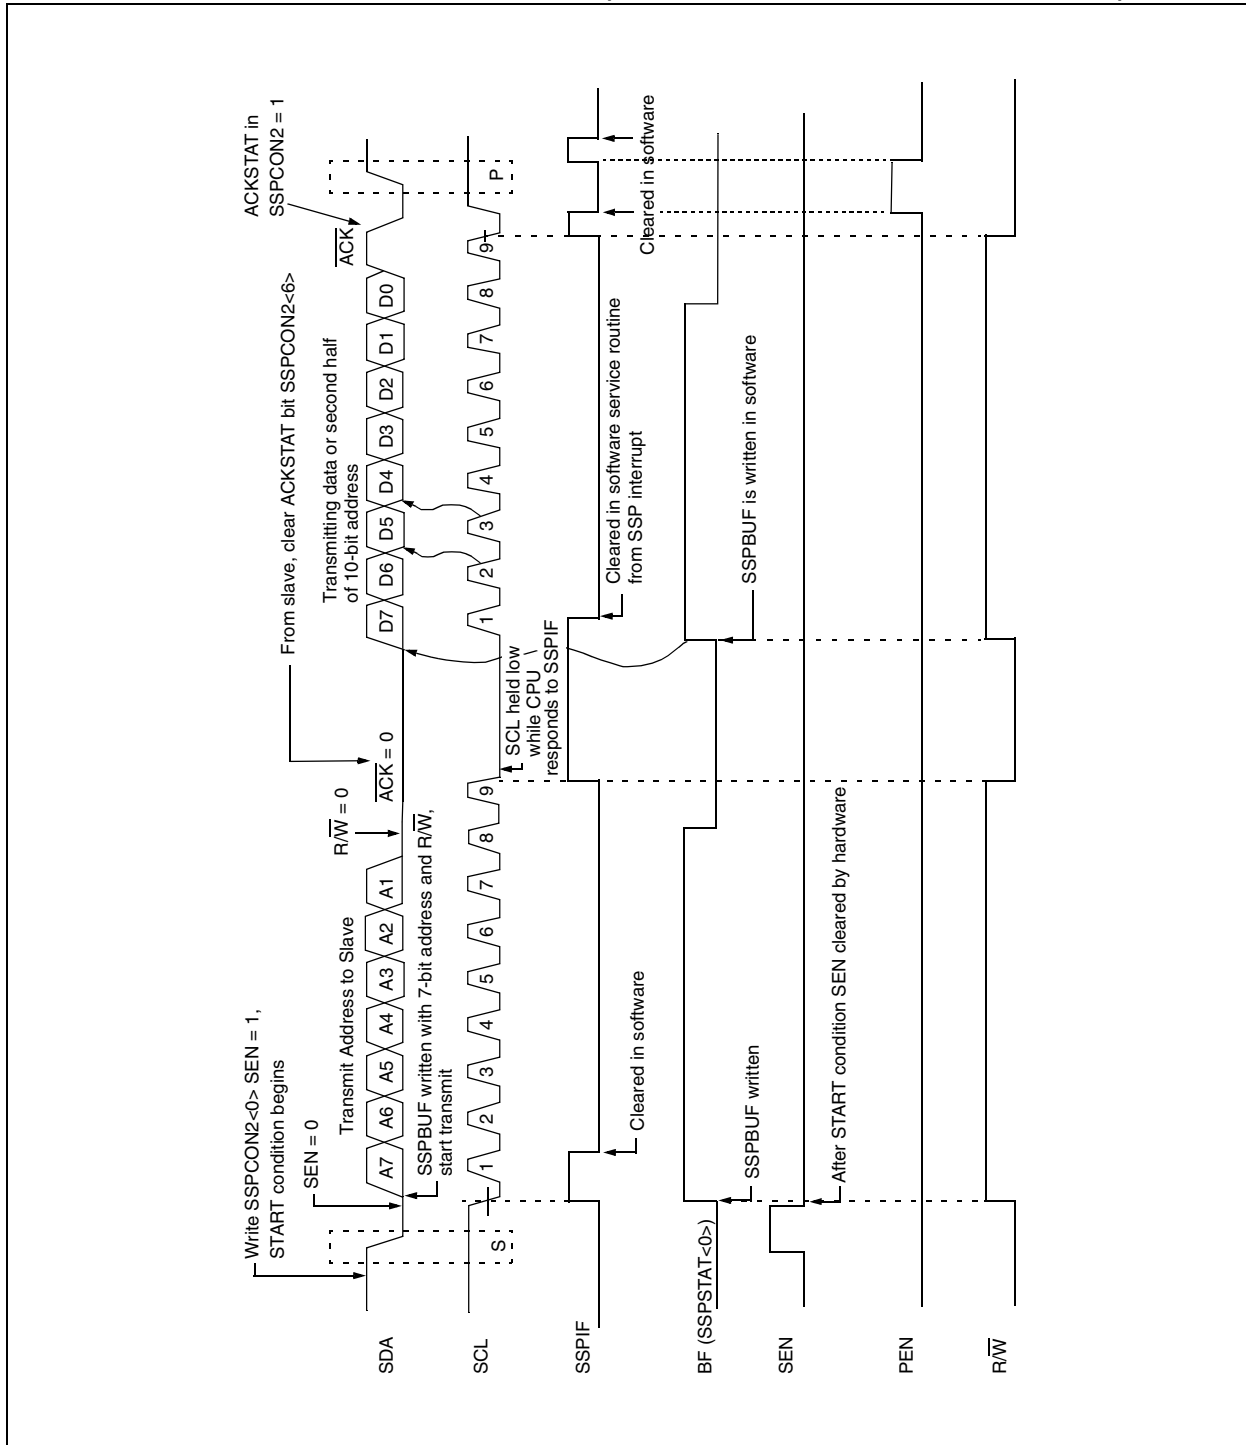 Write SSPCON2<0> SEN = 1,
START condition begins
SEN = 0
Transmit Address to Slave
R/W = 0
ACK = 0
From slave, clear ACKSTAT bit SSPCON2<6>
Transmitting data or second half
of 10-bit address
ACK
ACKSTAT in
SSPCON2 = 1
SDA
A7 A6 A5 A4 A3 A2 A1
D7 D6 D5 D4 D3 D2 D1 D0
SSPBUF written with 7-bit address and R/W,
start transmit
SCL
S
1 2 3 4 5 6 7 8 9
1 2 3 4 5 6 7 8 9
P
SCL held low
while CPU
responds to SSPIF
SSPIF
Cleared in software
Cleared in software service routine
from SSP interrupt
Cleared in software
BF (SSPSTAT<0>)
SSPBUF written
SSPBUF is written in software
SEN
After START condition SEN cleared by hardware
PEN
R/W